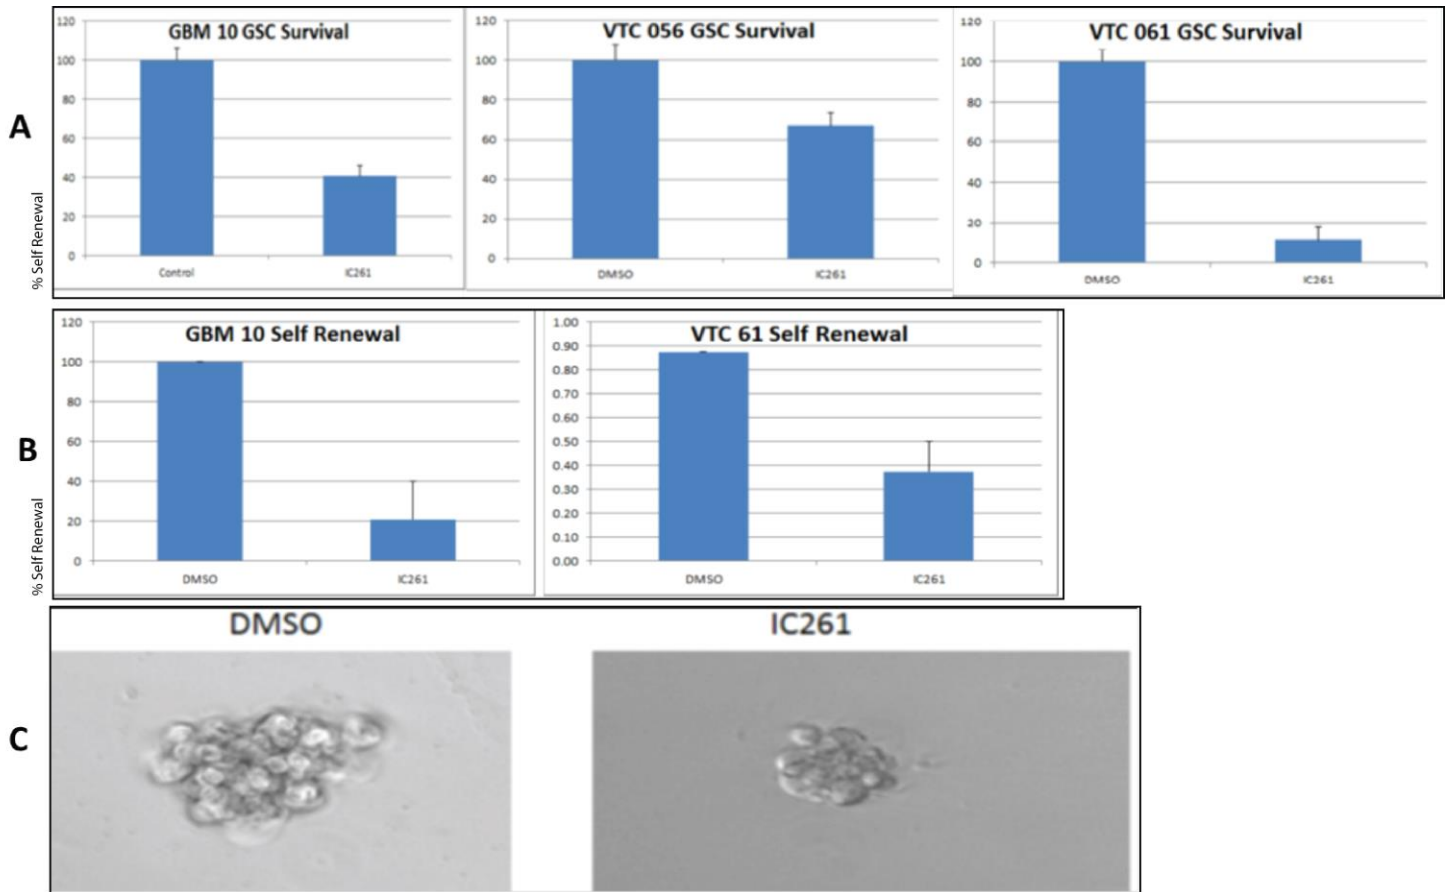 A
% Self Renewal
GBM 10 GSC Survival
120
100
80
60
40
20
0
Control
IC261
VTC 056 GSC Survival
120
100
80
60
40
20
0
DMSO
IC261
VTC 061 GSC Survival
120
100
80
60
40
20
0
DMSO
IC261
B
% Self Renewal
GBM 10 Self Renewal
120
100
80
60
40
20
0
DMSO
IC261
VTC 61 Self Renewal
1.00
0.90
0.80
0.70
0.60
0.50
0.40
0.30
0.20
0.10
0.00
DMSO
IC261
C
DMSO
IC261